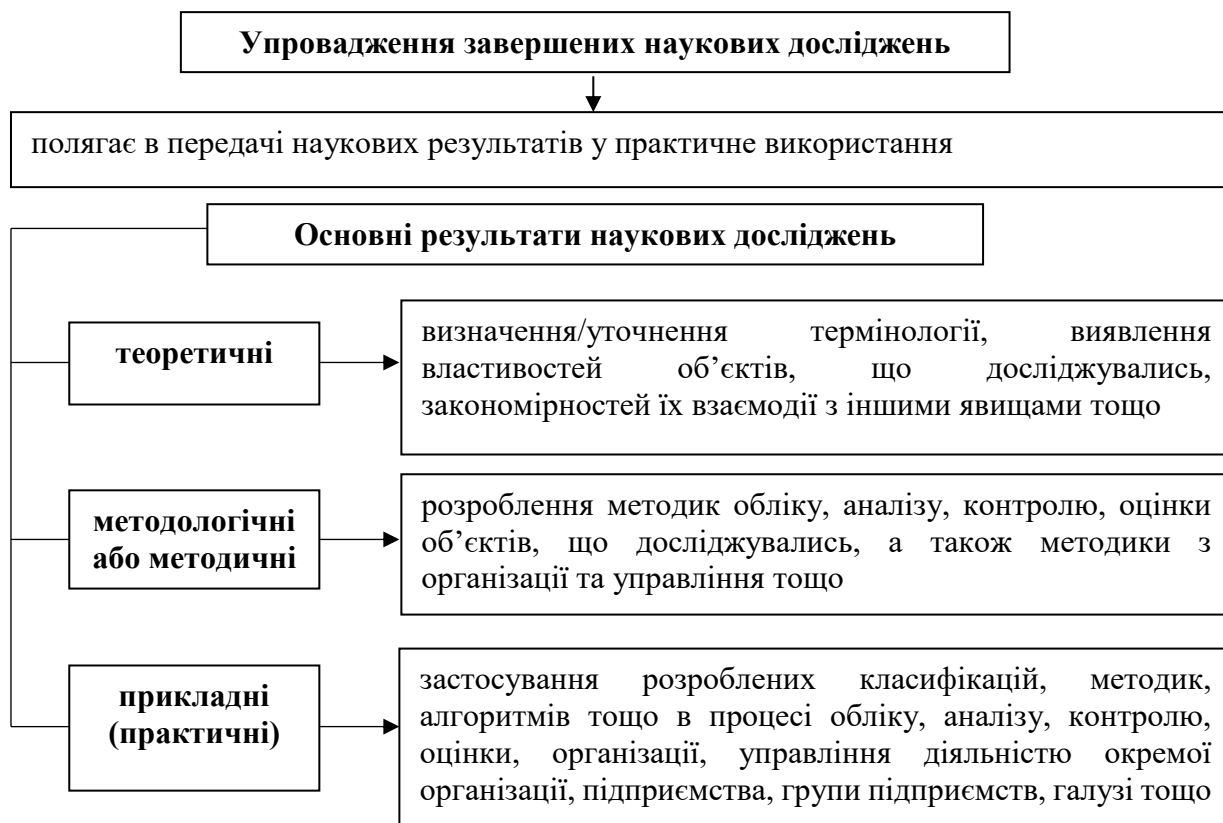 Упровадження завершених наукових досліджень
полягає в передачі наукових результатів у практичне використання
Основні результати наукових досліджень
теоретичні
визначення/уточнення термінології, виявлення
властивостей об’єктів, що досліджувались,
закономірностей їх взаємодії з іншими явищами тощо
методологічні
або методичні
розроблення методик обліку, аналізу, контролю, оцінки
об’єктів, що досліджувались, а також методики з
організації та управління тощо
прикладні
(практичні)
застосування розроблених класифікацій, методик,
алгоритмів тощо в процесі обліку, аналізу, контролю,
оцінки, організації, управління діяльністю окремої
організації, підприємства, групи підприємств, галузі тощо